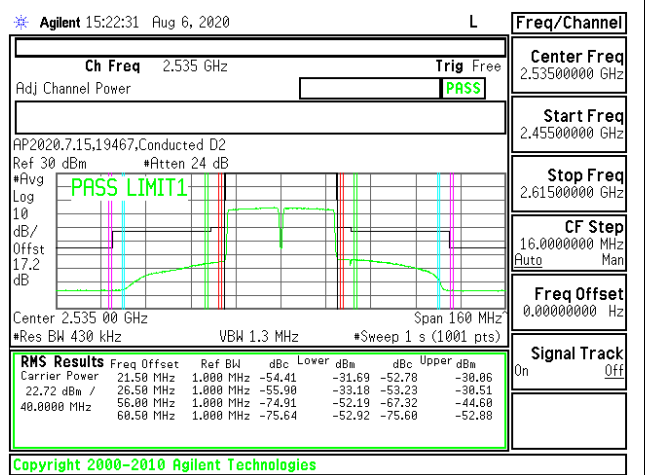 Agilent 15:22:31 Aug 6, 2020 L
Ch Freq 2.535 GHz Trig Free
Adj Channel Power PASS
AP2020.7.15,19467,Conducted D2
Ref 30 dBm #Atten 24 dB
#Avg
Log
10
dB/
Offst
17.2
dB
PASS LIMIT1
Center 2.535 00 GHz Span 160 MHz
#Res BW 430 kHz VBW 1.3 MHz #Sweep 1 s (1001 pts)
RMS Results Freq Offset Ref BW dBc Lower dBm dBc Upper dBm
Carrier Power 21.50 MHz 1.000 MHz -54.41 -31.69 -52.78 -30.06
22.72 dBm / 26.50 MHz 1.000 MHz -55.90 -33.18 -53.23 -30.51
40.0000 MHz 56.00 MHz 1.000 MHz -74.91 -52.19 -67.32 -44.60
60.50 MHz 1.000 MHz -75.64 -52.92 -75.60 -52.88
Copyright 2000-2010 Agilent Technologies
Freq/Channel
Center Freq
2.53500000 GHz
Start Freq
2.45500000 GHz
Stop Freq
2.61500000 GHz
CF Step
16.0000000 MHz
Auto Man
Freq Offset
0.00000000 Hz
Signal Track
On Off